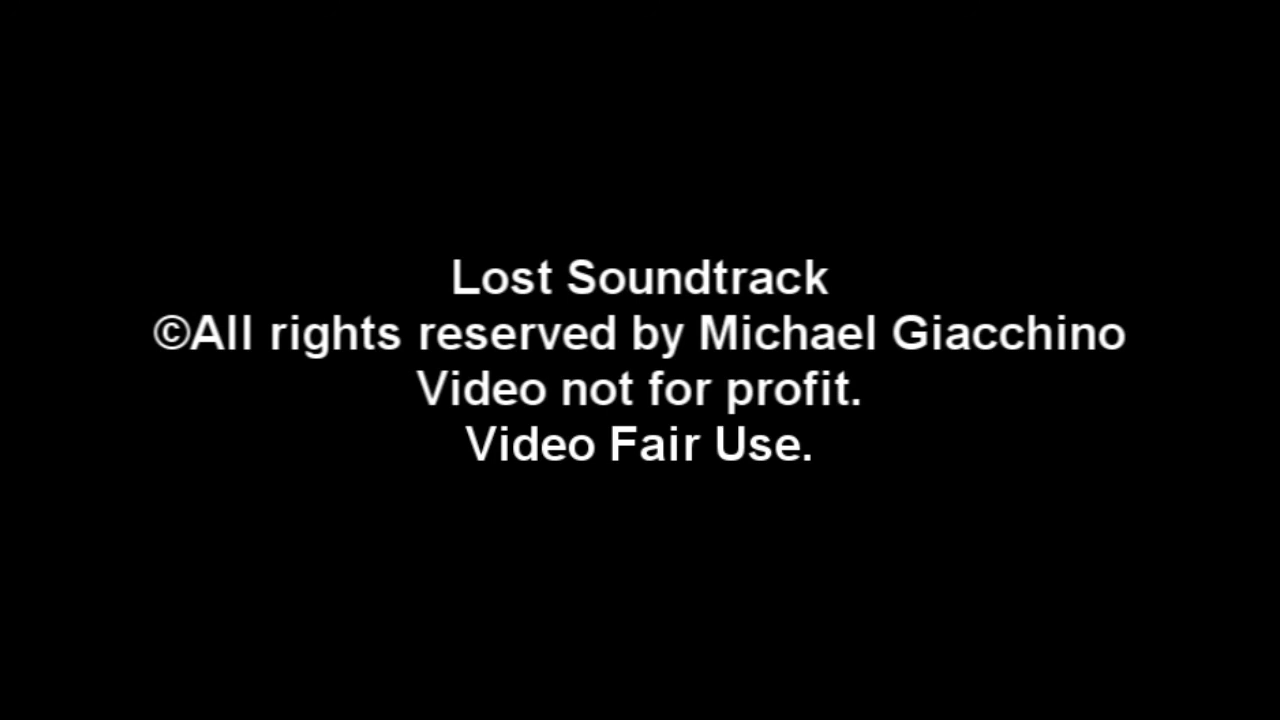 Lost Soundtrack
©All rights reserved by Michael Giacchino
Video not for profit.
Video Fair Use.